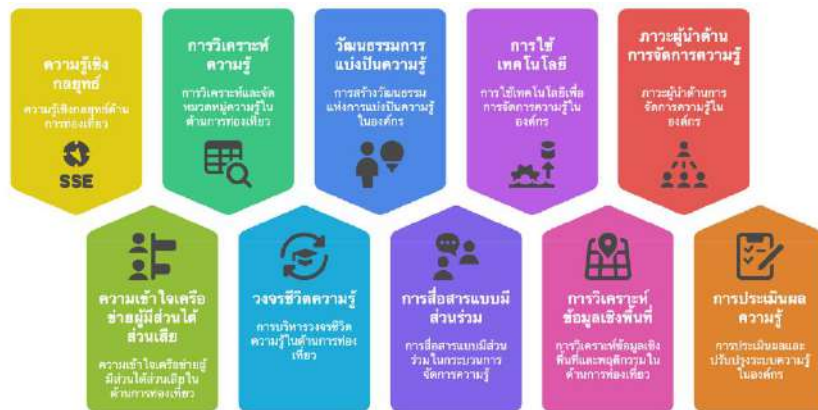 ความรู้เชิง
กลยุทธ์
ความรู้เชิงกลยุทธ์ด้าน
การท่องเที่ยว
SSE
การวิเคราะห์
ความรู้
การวิเคราะห์และจัด
หมวดหมู่ความรู้ใน
ด้านการท่องเที่ยว
วัฒนธรรมการ
แบ่งปันความรู้
การสร้างวัฒนธรรม
แห่งการแบ่งปันความรู้
ในองค์กร
การใช้
เทคโนโลยี
การใช้เทคโนโลยีเพื่อ
การจัดการความรู้ใน
องค์กร
ภาวะผู้นำด้าน
การจัดการความรู้
ภาวะผู้นำด้านการ
จัดการความรู้ใน
องค์กร
ความเข้าใจเครือ
ข่ายผู้มีส่วนได้
ส่วนเสีย
ความเข้าใจเครือข่ายผู้
มีส่วนได้ส่วนเสียใน
ด้านการท่องเที่ยว
วงจรชีวิตความรู้
การบริหารวงจรชีวิต
ความรู้ในด้านการท่อง
เที่ยว
การสื่อสารแบบมี
ส่วนร่วม
การสื่อสารแบบมีส่วน
ร่วมในกระบวนการ
จัดการความรู้
การวิเคราะห์
ข้อมูลเชิงพื้นที่
การวิเคราะห์ข้อมูลเชิง
พื้นที่และพฤติกรรมใน
ด้านการท่องเที่ยว
การประเมินผล
ความรู้
การประเมินผลและ
ปรับปรุงระบบความรู้
ในองค์กร